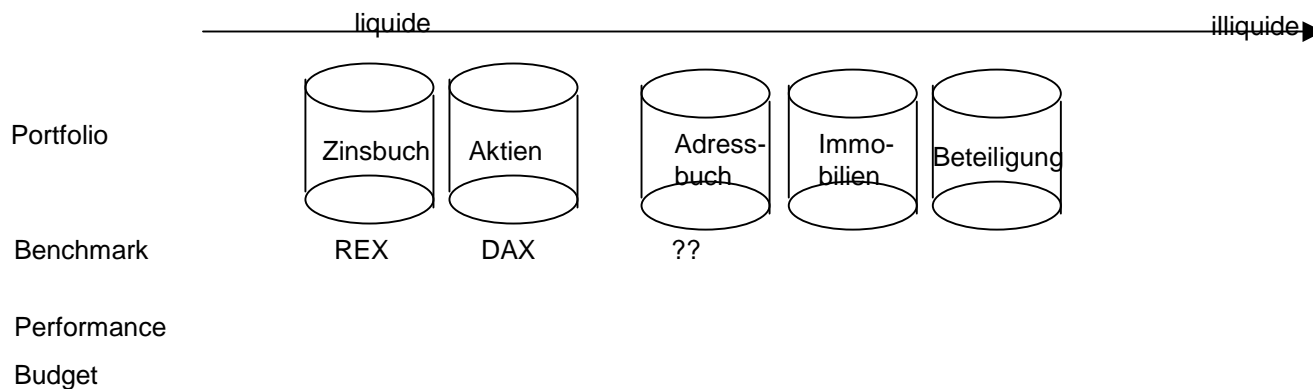 liquide illiquide
Portfolio
Zinsbuch
Aktien
Adress-
buch
Immo-
bilien
Beteiligung
Benchmark REX DAX ??
Performance
Budget